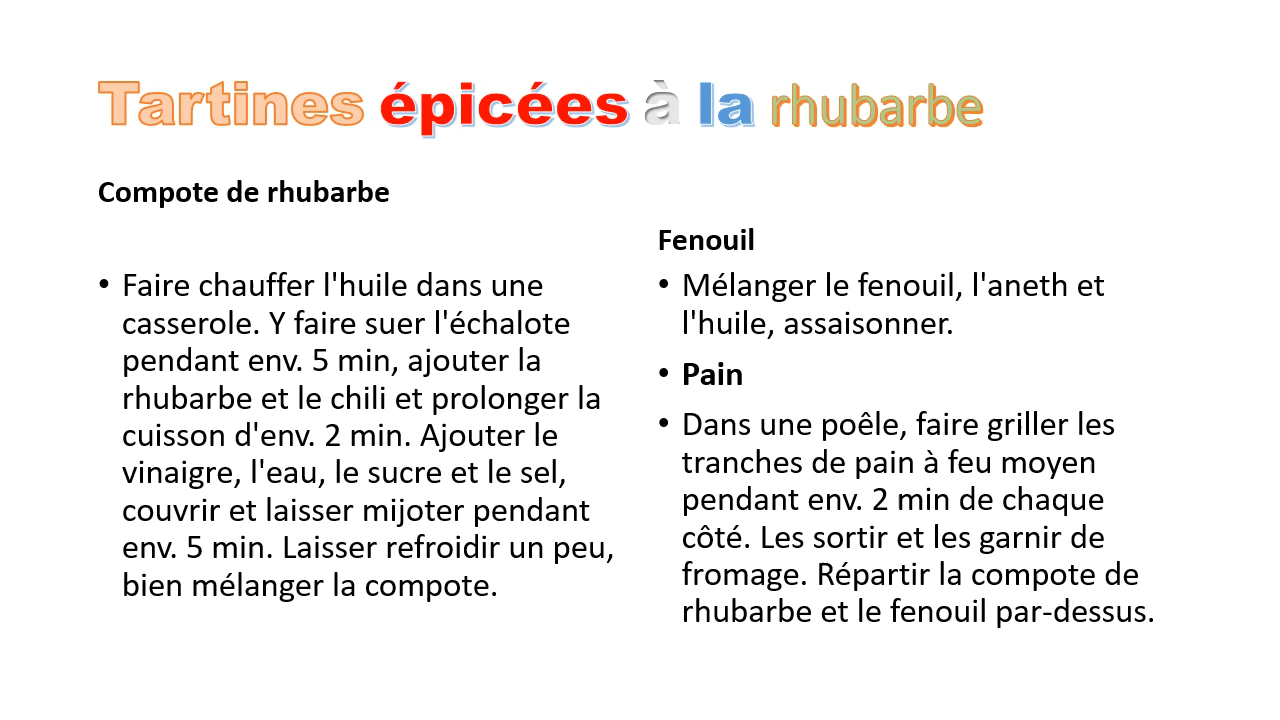 Tartines épicées à la rhubarbe
Compote de rhubarbe
• Faire chauffer l'huile dans une
casserole. Y faire suer l'échalote
pendant env. 5 min, ajouter la
rhubarbe et le chili et prolonger la
cuisson d'env. 2 min. Ajouter le
vinaigre, l'eau, le sucre et le sel,
couvrir et laisser mijoter pendant
env. 5 min. Laisser refroidir un peu,
bien mélanger la compote.
Fenouil
• Mélanger le fenouil, l'aneth et
l'huile, assaisonner.
• Pain
• Dans une poêle, faire griller les
tranches de pain à feu moyen
pendant env. 2 min de chaque
côté. Les sortir et les garnir de
fromage. Répartir la compote de
rhubarbe et le fenouil par-dessus.